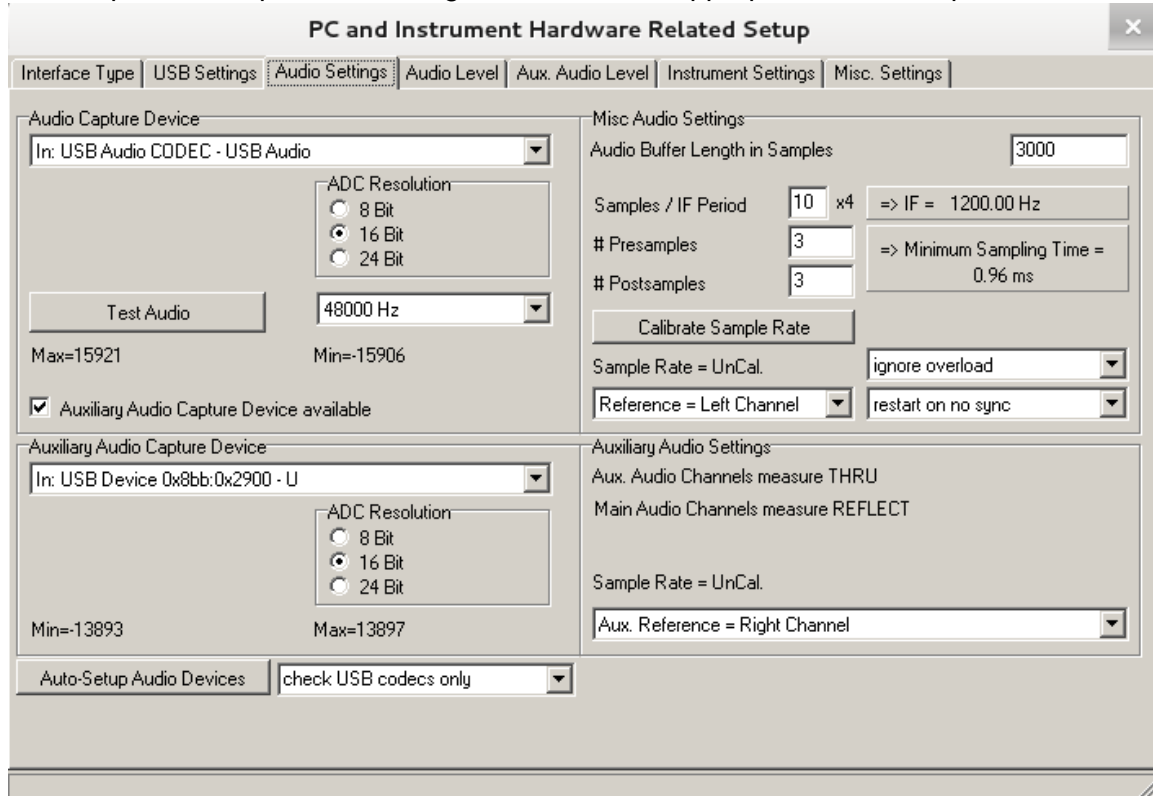 PC and Instrument Hardware Related Setup
Interface Type USB Settings Audio Settings Audio Level Aux. Audio Level Instrument Settings Misc. Settings
Audio Capture Device
In: USB Audio CODEC - USB Audio
ADC Resolution
8 Bit
16 Bit
24 Bit
Test Audio
48000 Hz
Max=15921 Min=-15906
Auxiliary Audio Capture Device available
Misc Audio Settings
Audio Buffer Length in Samples 3000
Samples / IF Period 10 x4 => IF = 1200.00 Hz
# Presamples 3
# Postsamples 3
=> Minimum Sampling Time =
0.96 ms
Calibrate Sample Rate
Sample Rate = UnCal. ignore overload
Reference = Left Channel restart on no sync
Auxiliary Audio Capture Device
In: USB Device 0x8bb:0x2900 - U
ADC Resolution
8 Bit
16 Bit
24 Bit
Min=-13893 Max=13897
Auxiliary Audio Settings
Aux. Audio Channels measure THRU
Main Audio Channels measure REFLECT
Sample Rate = UnCal.
Aux. Reference = Right Channel
Auto-Setup Audio Devices check USB codecs only